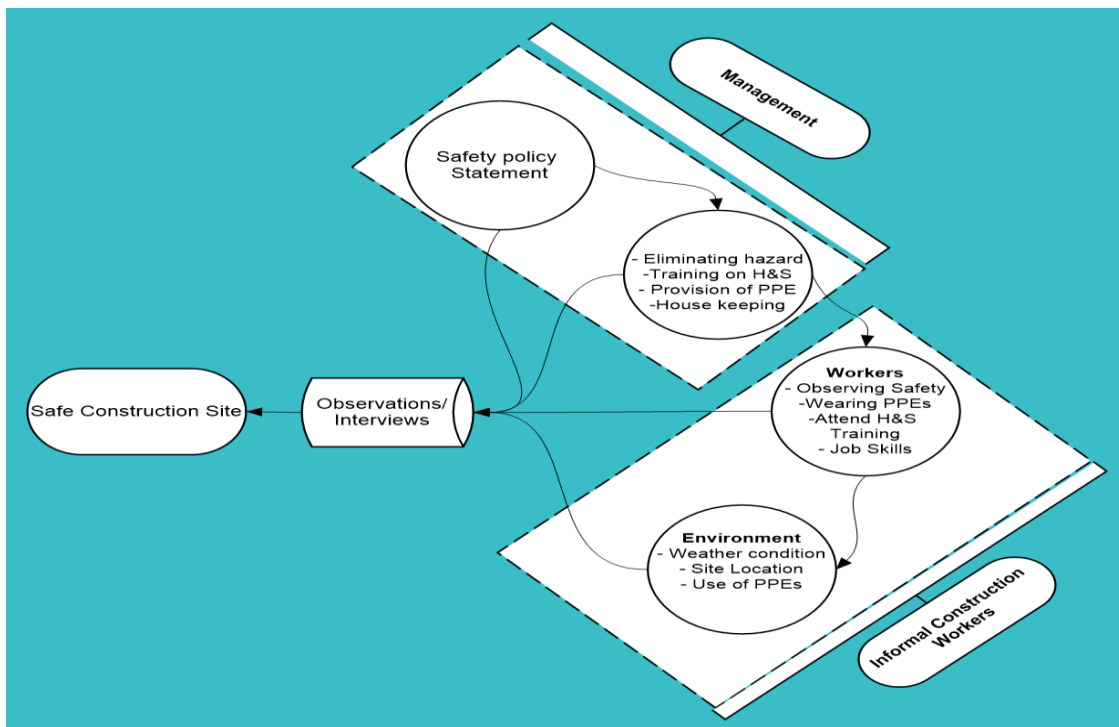 Management
Safety policy
Statement
- Eliminating hazard
-Training on H&S
- Provision of PPE
-House keeping
Workers
- Observing Safety
-Wearing PPEs
-Attend H&S
Training
- Job Skills
Safe Construction Site
Observations/
Interviews
Environment
- Weather condition
- Site Location
- Use of PPEs
Informal Construction
Workers